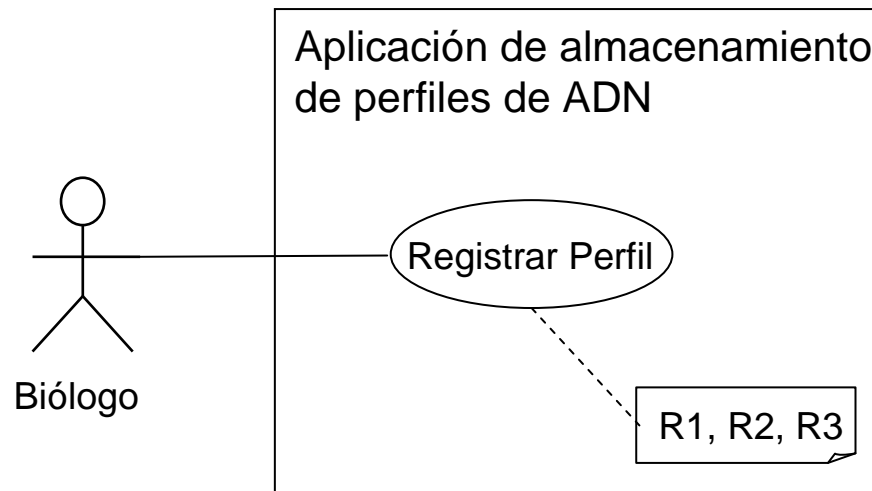 Aplicación de almacenamiento
de perfiles de ADN
Registrar Perfil
Biólogo
R1, R2, R3